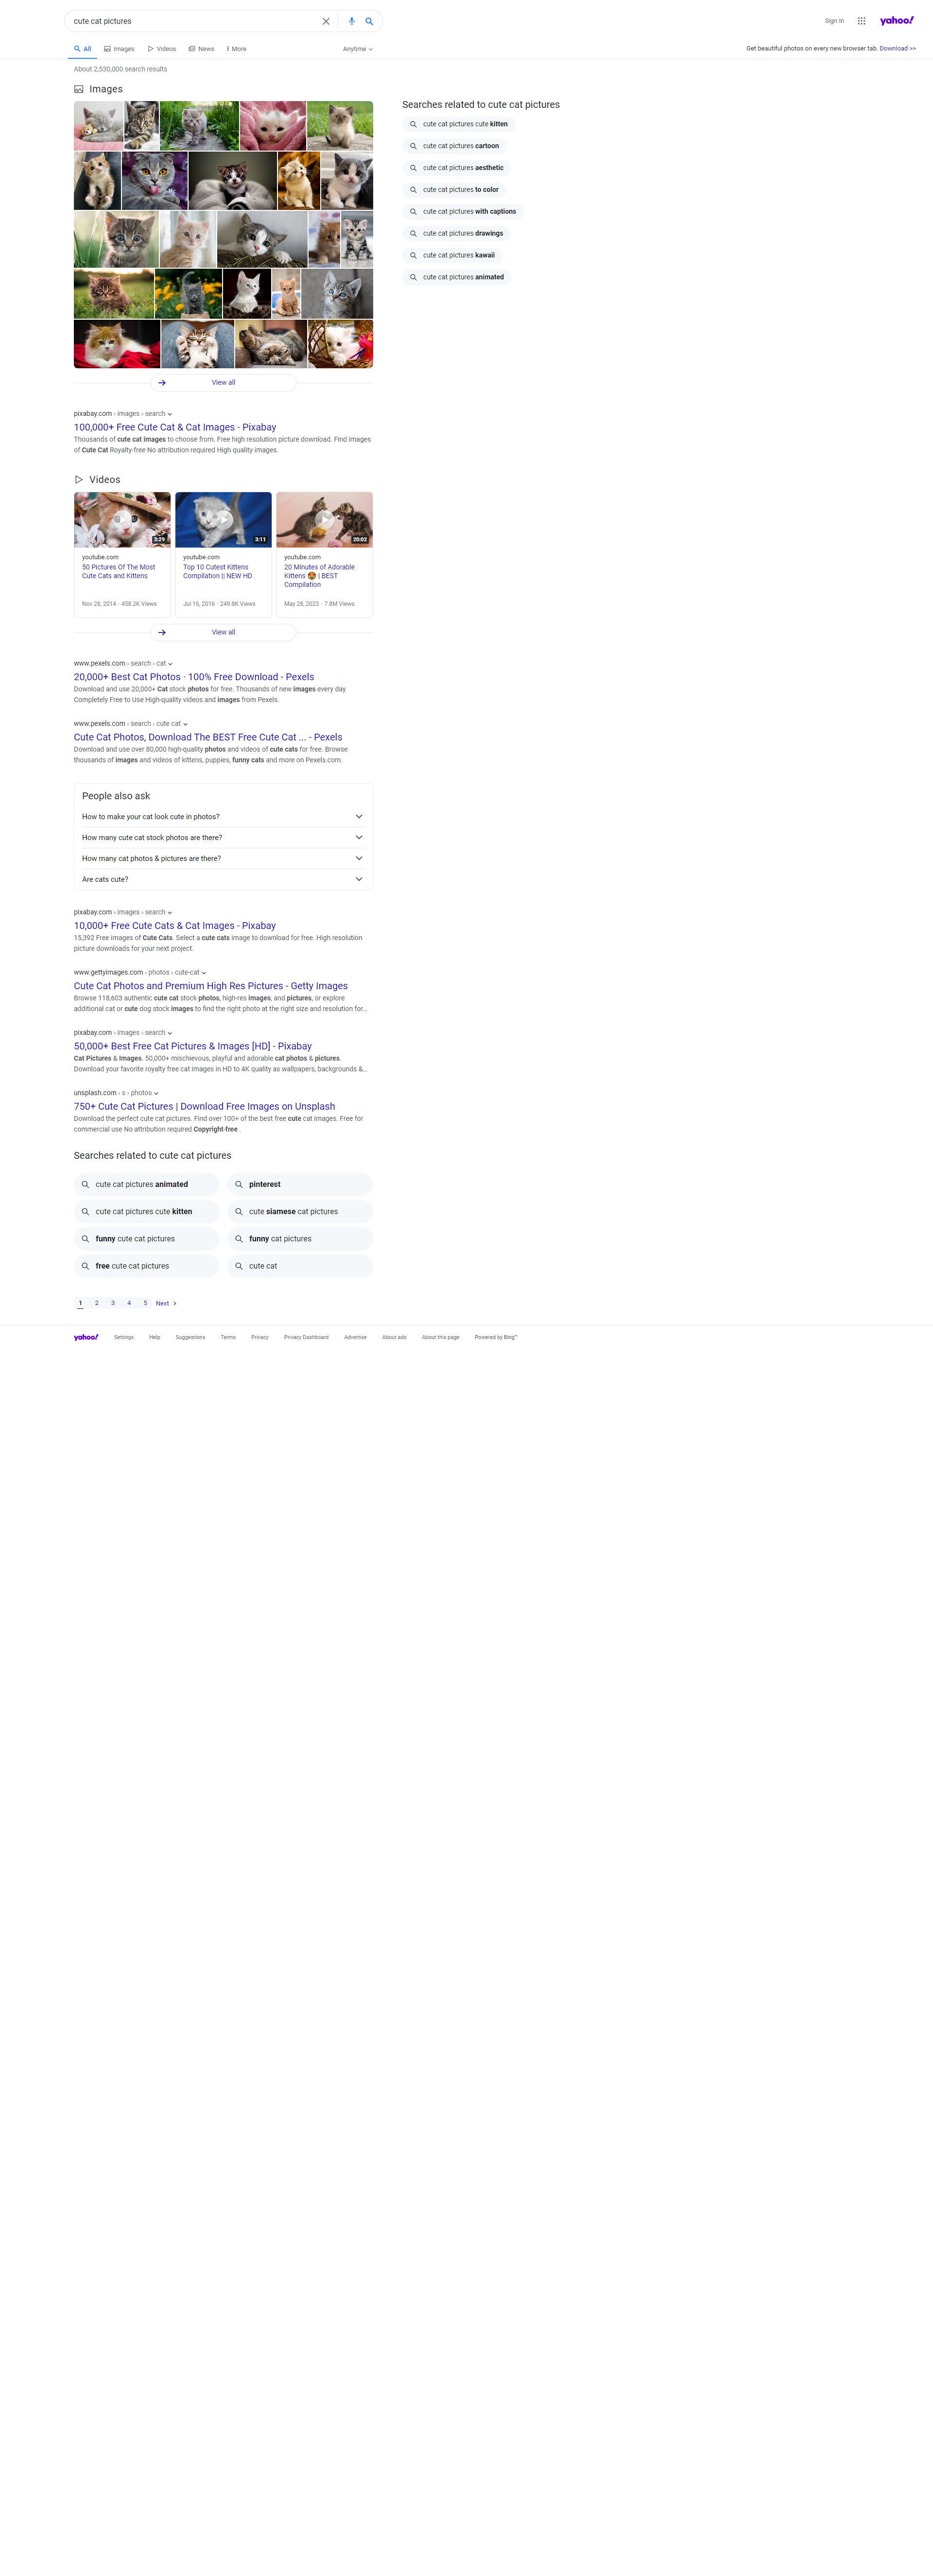 cute cat pictures
Sign In
yahoo!
All
Images
Videos
News
More
Anytime
Get beautiful photos on every new browser tab. Download >>
About 2,530,000 search results
Images
View all
pixabay.com › images › search
100,000+ Free Cute Cat & Cat Images - Pixabay
Thousands of cute cat images to choose from. Free high resolution picture download. Find images
of Cute Cat Royalty-free No attribution required High quality images.
Videos
3:29
youtube.com
50 Pictures Of The Most
Cute Cats and Kittens
Nov 28, 2014 · 458.2K Views
3:11
youtube.com
Top 10 Cutest Kittens
Compilation || NEW HD
Jul 16, 2016 · 249.8K Views
20:02
youtube.com
20 Minutes of Adorable
Kittens 😍 | BEST
Compilation
May 28, 2023 · 7.8M Views
View all
www.pexels.com › search › cat
20,000+ Best Cat Photos · 100% Free Download - Pexels
Download and use 20,000+ Cat stock photos for free. Thousands of new images every day
Completely Free to Use High-quality videos and images from Pexels.
www.pexels.com › search › cute cat
Cute Cat Photos, Download The BEST Free Cute Cat ... - Pexels
Download and use over 80,000 high-quality photos and videos of cute cats for free. Browse
thousands of images and videos of kittens, puppies, funny cats and more on Pexels.com.
People also ask
How to make your cat look cute in photos?
How many cute cat stock photos are there?
How many cat photos & pictures are there?
Are cats cute?
pixabay.com › images › search
10,000+ Free Cute Cats & Cat Images - Pixabay
15,392 Free images of Cute Cats. Select a cute cats image to download for free. High resolution
picture downloads for your next project.
www.gettyimages.com › photos › cute-cat
Cute Cat Photos and Premium High Res Pictures - Getty Images
Browse 118,603 authentic cute cat stock photos, high-res images, and pictures, or explore
additional cat or cute dog stock images to find the right photo at the right size and resolution for...
pixabay.com › images › search
50,000+ Best Free Cat Pictures & Images [HD] - Pixabay
Cat Pictures & Images. 50,000+ mischievous, playful and adorable cat photos & pictures.
Download your favorite royalty free cat images in HD to 4K quality as wallpapers, backgrounds &...
unsplash.com › s › photos
750+ Cute Cat Pictures | Download Free Images on Unsplash
Download the perfect cute cat pictures. Find over 100+ of the best free cute cat images. Free for
commercial use No attribution required Copyright-free .
Searches related to cute cat pictures
cute cat pictures animated
pinterest
cute cat pictures cute kitten
cute siamese cat pictures
funny cute cat pictures
funny cat pictures
free cute cat pictures
cute cat
1 2 3 4 5 Next
Searches related to cute cat pictures
cute cat pictures cute kitten
cute cat pictures cartoon
cute cat pictures aesthetic
cute cat pictures to color
cute cat pictures with captions
cute cat pictures drawings
cute cat pictures kawaii
cute cat pictures animated
yahoo!
Settings
Help
Suggestions
Terms
Privacy
Privacy Dashboard
Advertise
About ads
About this page
Powered by Bing™